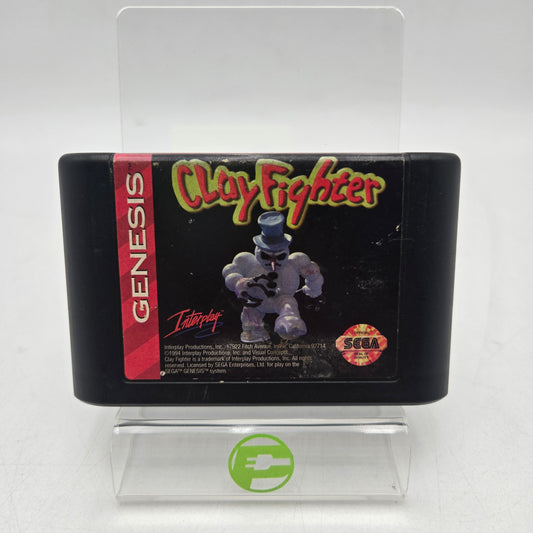 ClayFighter
GENESIS
Interplay
Interplay Productions, Inc. 17922 Fitch Avenue, Irvine, California 92714
©1994 Interplay Productions, Inc. and Visual Concepts.
Clay Fighter is a trademark of Interplay Productions, Inc. All rights
reserved. Licensed by SEGA Enterprises, Ltd. for play on the
SEGA™ GENESIS™ system.
SEGA